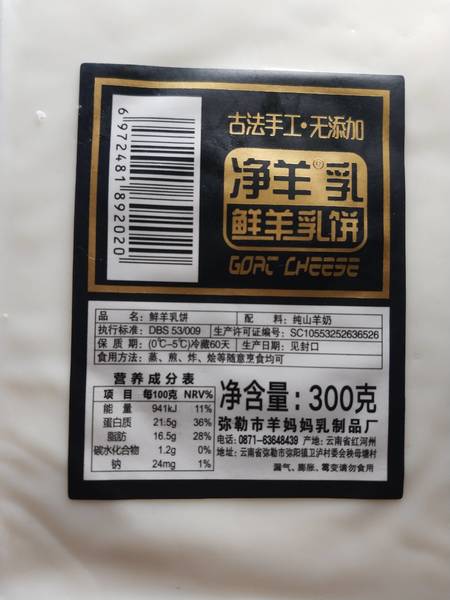 古法手工·无添加
净羊®乳
鲜羊乳饼
GOAT CHEESE
6 972481 892020
品 名: 鲜羊乳饼 配 料: 纯山羊奶
执行标准: DBS 53/009 生产许可证编号: SC10553252636526
保 质 期: (0℃-5℃)冷藏60天 生产日期: 见封口
食用方法: 蒸、煎、炸、烩等随意烹食均可
营养成分表
项 目 每100克 NRV%
能 量 941kJ 11%
蛋白质 21.5g 36%
脂肪 16.5g 28%
碳水化合物 1.2g 0%
钠 24mg 1%
净含量: 300克
弥勒市羊妈妈乳制品厂
电话: 0871-63648439 产地: 云南省红河州
地址: 云南省弥勒市弥阳镇卫泸村委会秧母塘村
漏气、膨胀、霉变请勿食用